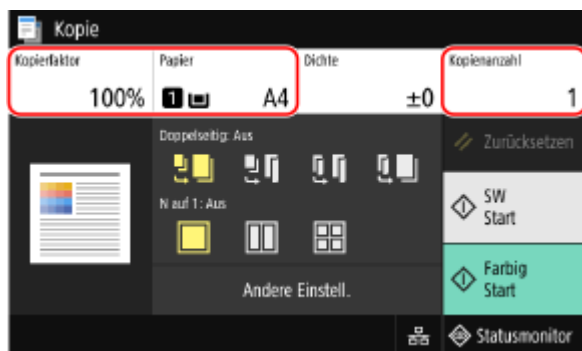 Kopie
Kopierfaktor Papier Dichte Kopienanzahl
100% 1 A4 ±0 1
Doppelseitig: Aus
Zurücksetzen
N auf 1: Aus
SW
Start
Farbig
Start
Andere Einstell.
Statusmonitor